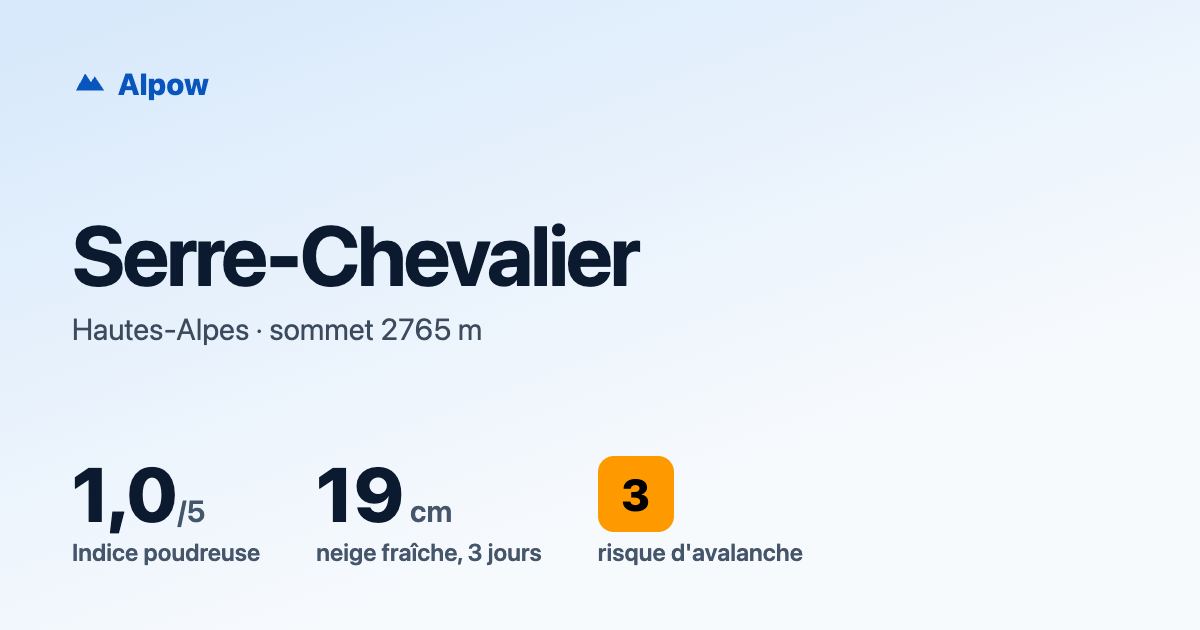 Alpow
Serre-Chevalier
Hautes-Alpes · sommet 2765 m
1,0/5
Indice poudreuse
19 cm
neige fraîche, 3 jours
3
risque d'avalanche